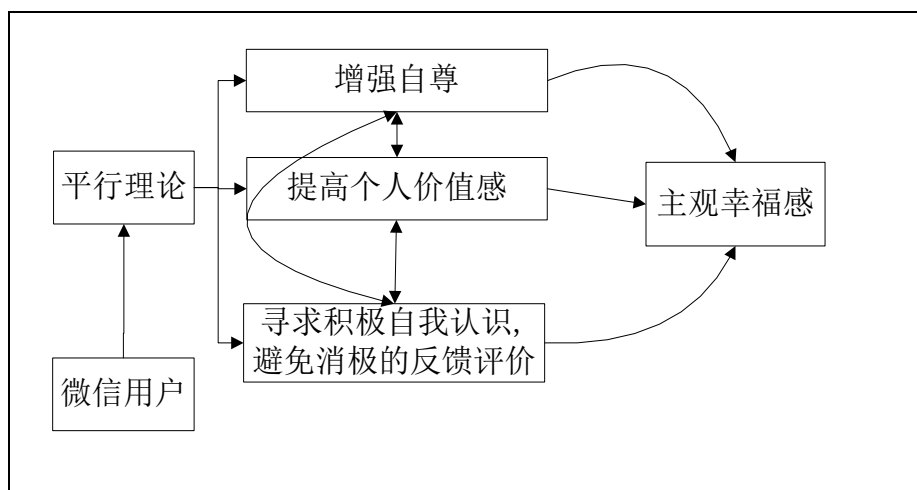 增强自尊
平行理论
提高个人价值感
主观幸福感
寻求积极自我认识,
避免消极的反馈评价
微信用户